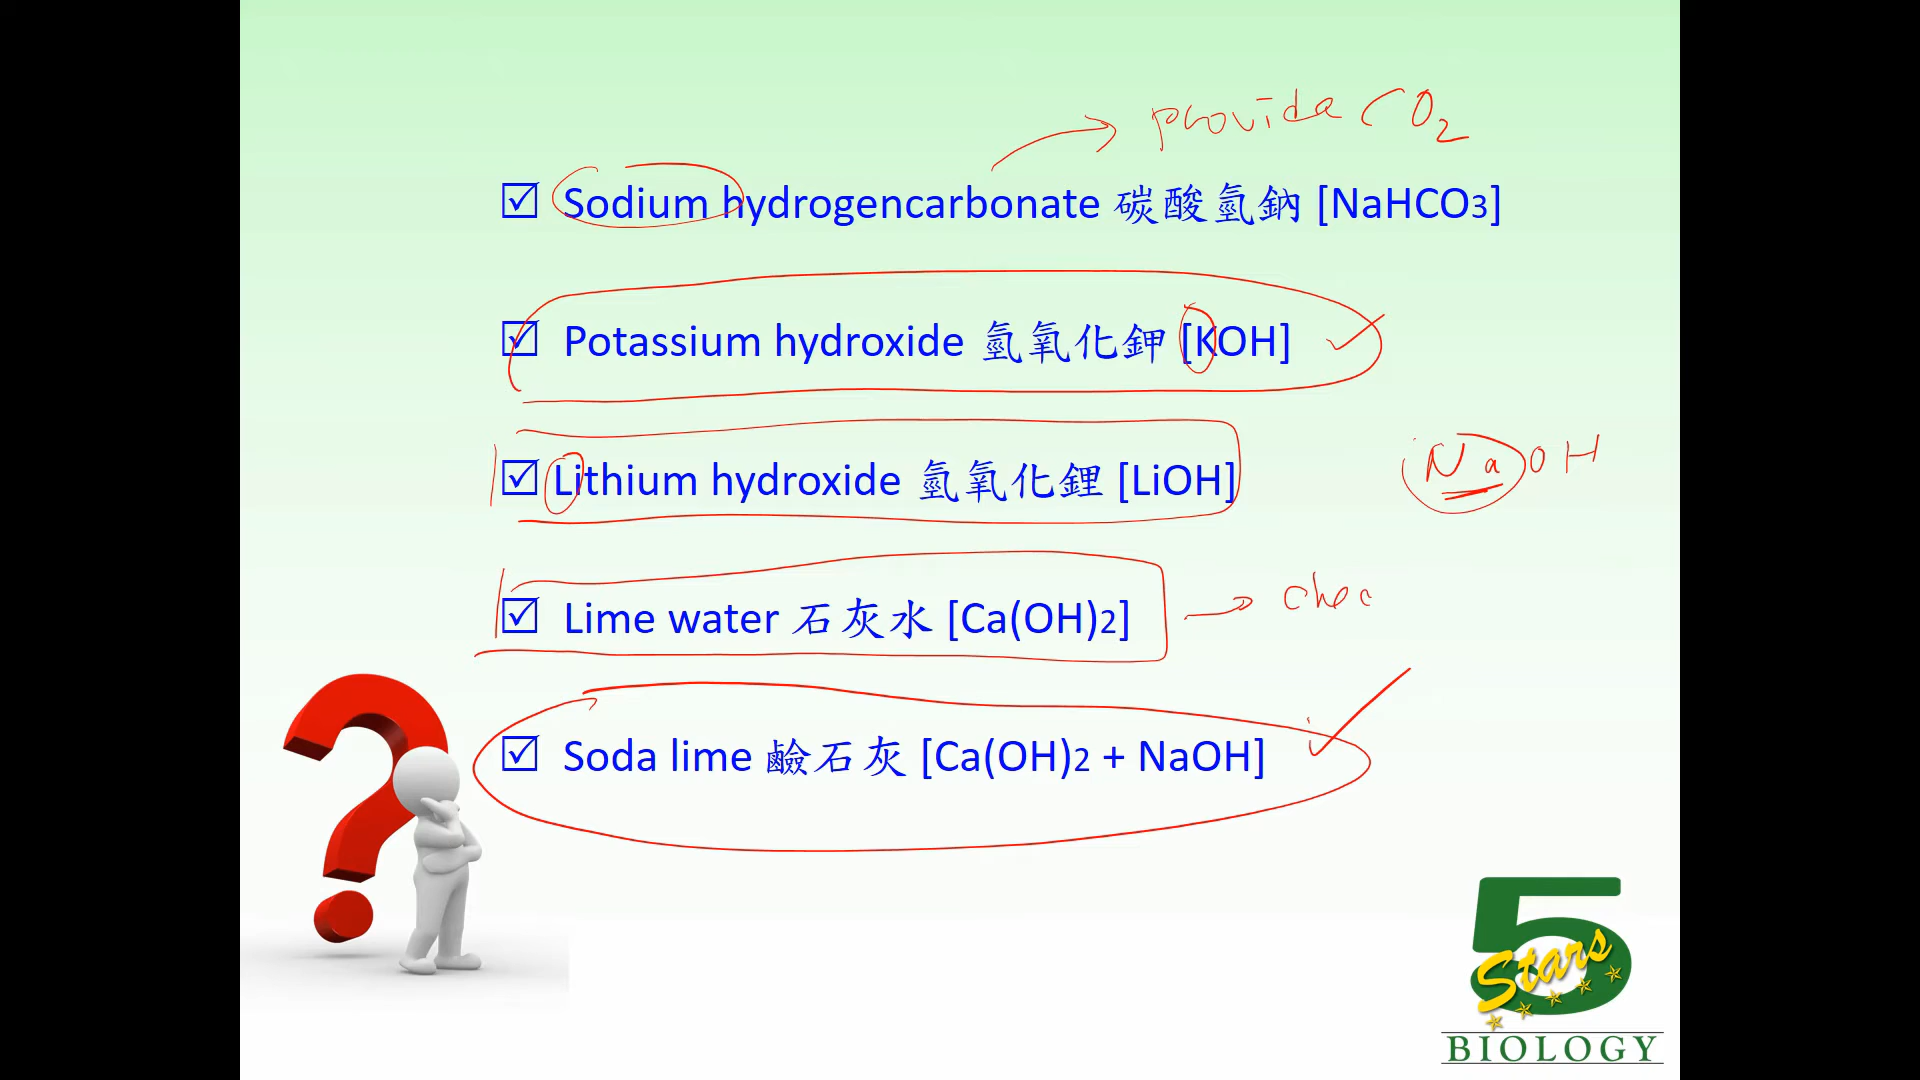 provide CO2
☑ Sodium hydrogencarbonate 碳酸氫鈉 [NaHCO3]
☑ Potassium hydroxide 氫氧化鉀 [KOH]
☑ Lithium hydroxide 氫氧化鋰 [LiOH]
NaOH
☑ Lime water 石灰水 [Ca(OH)2]
☑ Soda lime 鹼石灰 [Ca(OH)2 + NaOH]
5
Stars
BIOLOGY